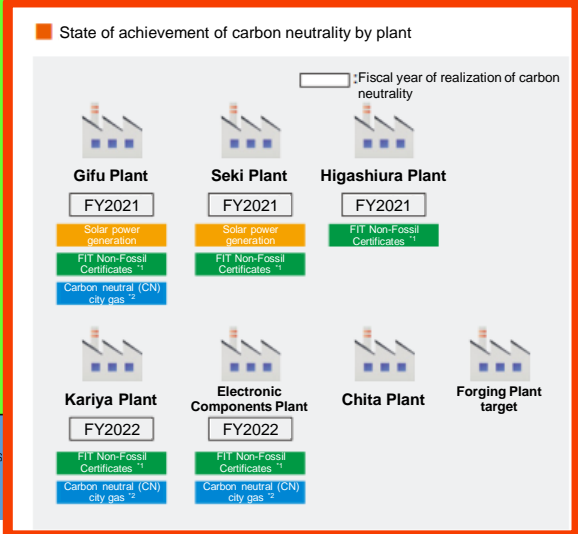 State of achievement of carbon neutrality by plant
:Fiscal year of realization of carbon
neutrality
Gifu Plant
FY2021
Solar power
generation
FIT Non-Fossil
Certificates *1
Carbon neutral (CN)
city gas *2
Seki Plant
FY2021
Solar power
generation
FIT Non-Fossil
Certificates *1
Higashiura Plant
FY2021
FIT Non-Fossil
Certificates *1
Kariya Plant
FY2022
FIT Non-Fossil
Certificates *1
Carbon neutral (CN)
city gas *2
Electronic
Components Plant
FY2022
FIT Non-Fossil
Certificates *1
Carbon neutral (CN)
city gas *2
Chita Plant
Forging Plant
target